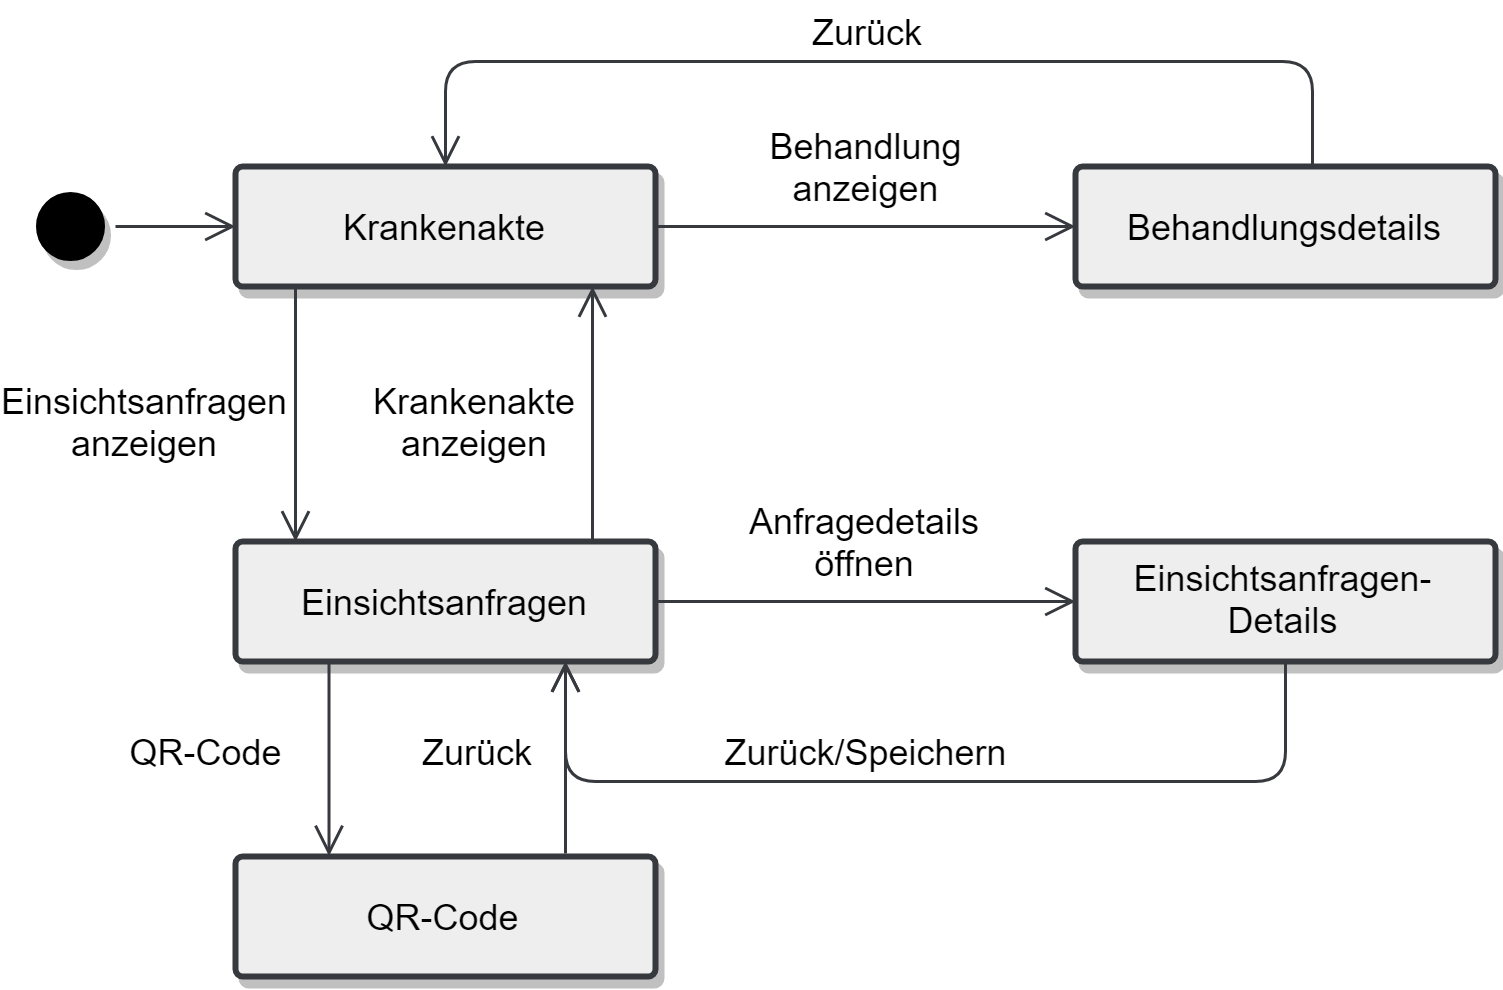 Zurück
Behandlung
anzeigen
Krankenakte
Behandlungsdetails
Einsichtsanfragen
anzeigen
Krankenakte
anzeigen
Anfragedetails
öffnen
Einsichtsanfragen
Einsichtsanfragen-
Details
QR-Code
Zurück
Zurück/Speichern
QR-Code